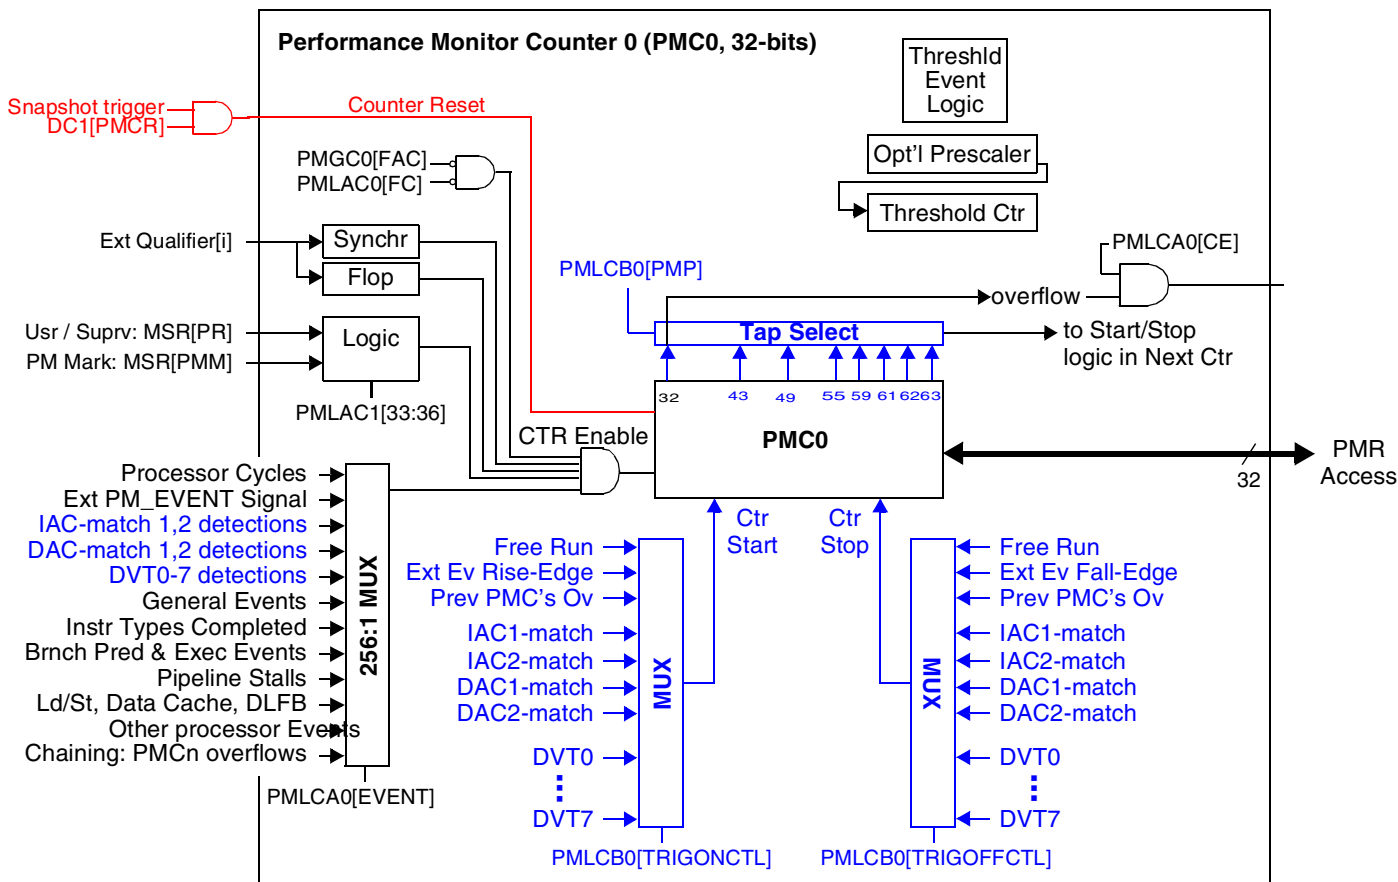 Performance Monitor Counter 0 (PMC0, 32-bits)
Threshld
Event
Logic
Snapshot trigger
DC1[PMCR]
Counter Reset
Opt'l Prescaler
Threshold Ctr
PMGC0[FAC]
PMLAC0[FC]
Ext Qualifier[i]
Synchr
Flop
PMLCB0[PMP]
PMLCA0[CE]
overflow
Usr / Suprv: MSR[PR]
PM Mark: MSR[PMM]
Logic
PMLAC1[33:36]
Tap Select
to Start/Stop
logic in Next Ctr
32 43 49 55 59 61 62 63
PMC0
CTR Enable
PMR
Access
32
Processor Cycles
Ext PM_EVENT Signal
IAC-match 1,2 detections
DAC-match 1,2 detections
DVT0-7 detections
General Events
Instr Types Completed
Brnch Pred & Exec Events
Pipeline Stalls
Ld/St, Data Cache, DLFB
Other processor Events
Chaining: PMCn overflows
256:1 MUX
PMLCA0[EVENT]
Ctr
Start
Ctr
Stop
Free Run
Ext Ev Rise-Edge
Prev PMC's Ov
IAC1-match
IAC2-match
DAC1-match
DAC2-match
DVT0
DVT7
MUX
PMLCB0[TRIGONCTL]
Free Run
Ext Ev Fall-Edge
Prev PMC's Ov
IAC1-match
IAC2-match
DAC1-match
DAC2-match
DVT0
DVT7
MUX
PMLCB0[TRIGOFFCTL]